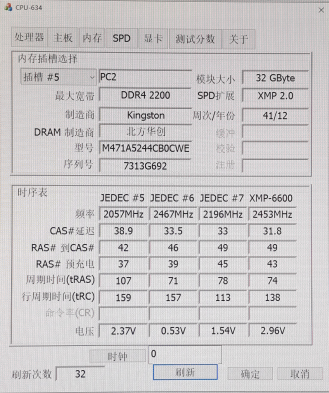 CPU-634
处理器 主板 内存 SPD 显卡 测试分数 关于
内存插槽选择
插槽 #5 PC2 模块大小 32 GByte
最大宽带 DDR4 2200 SPD扩展 XMP 2.0
制造商 Kingston 周次/年份 41/12
DRAM 制造商 北方华创 缓冲
型号 M471A5244CB0CWE 校验
序列号 7313G692 注册
时序表
JEDEC #5 JEDEC #6 JEDEC #7 XMP-6600
频率 2057MHz 2467MHz 2196MHz 2453MHz
CAS#延迟 38.9 33.5 33 31.8
RAS# 到CAS# 42 46 49 49
RAS# 预充电 37 39 45 43
周期时间(tRAS) 107 71 78 74
行周期时间(tRC) 159 157 113 138
命令率(CR)
电压 2.37V 0.53V 1.54V 2.96V
时钟 0
刷新次数 32 刷新 确定 取消